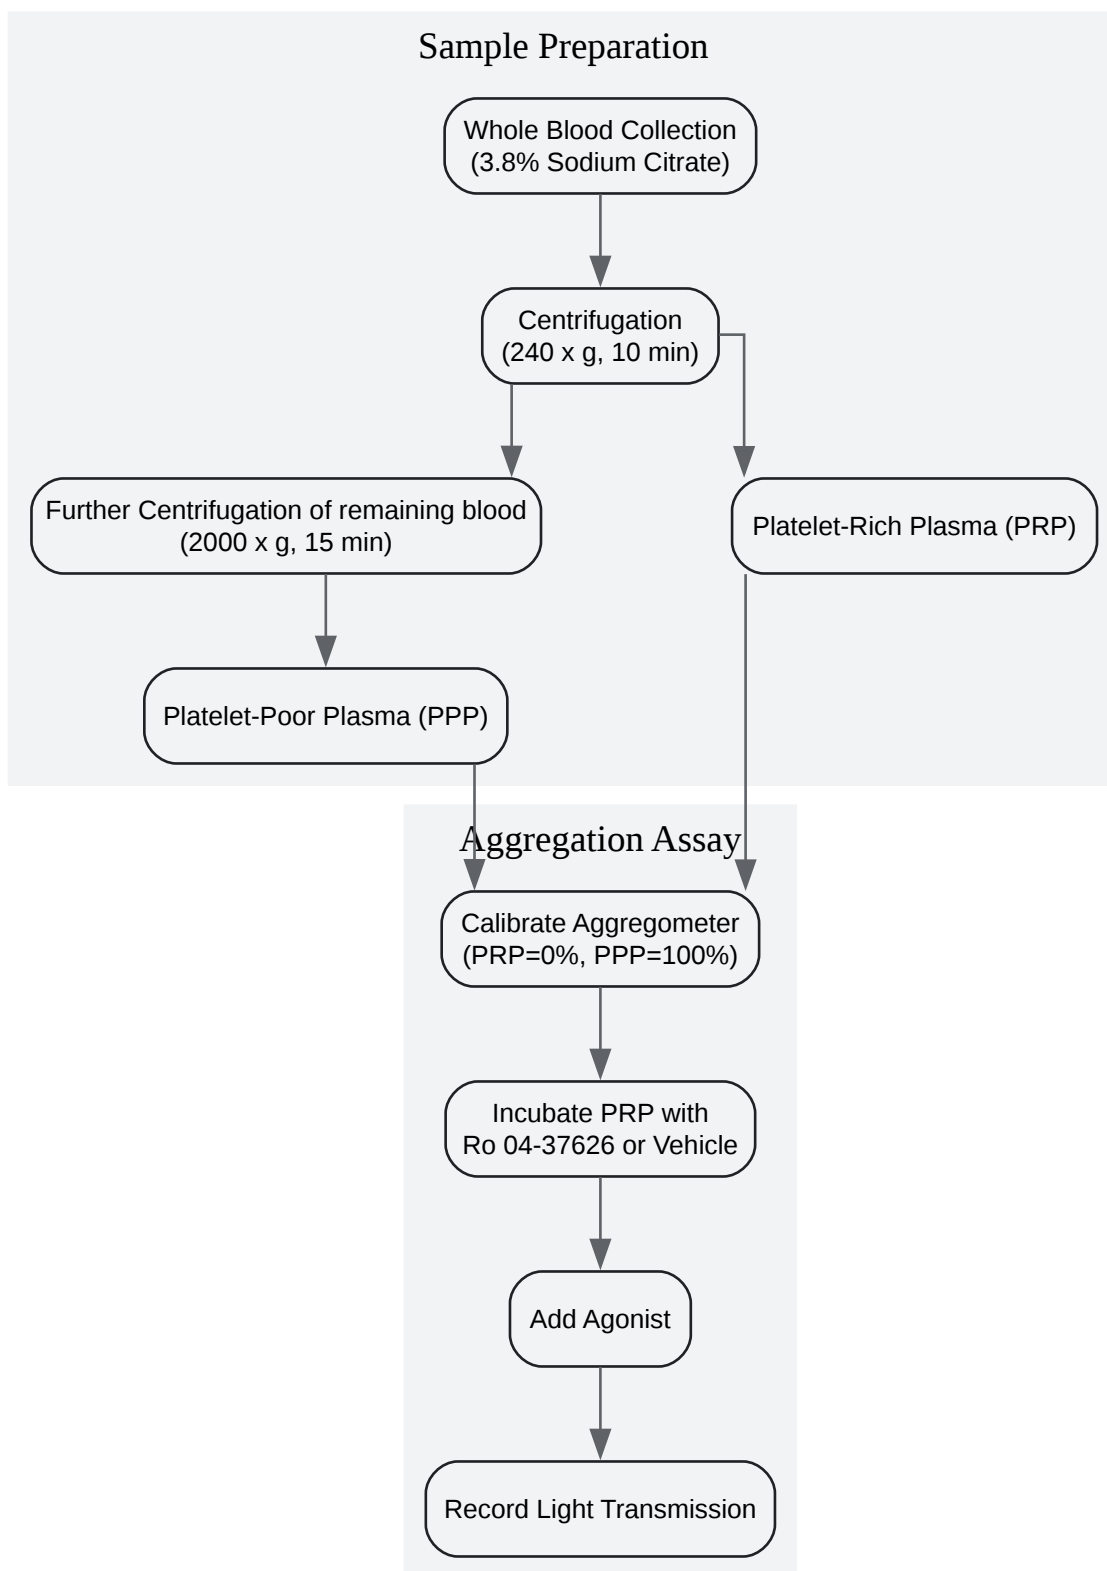 Sample Preparation
Whole Blood Collection
(3.8% Sodium Citrate)
Centrifugation
(240 x g, 10 min)
Further Centrifugation of remaining blood
(2000 x g, 15 min)
Platelet-Rich Plasma (PRP)
Platelet-Poor Plasma (PPP)
Aggregation Assay
Calibrate Aggregometer
(PRP=0%, PPP=100%)
Incubate PRP with
Ro 04-37626 or Vehicle
Add Agonist
Record Light Transmission